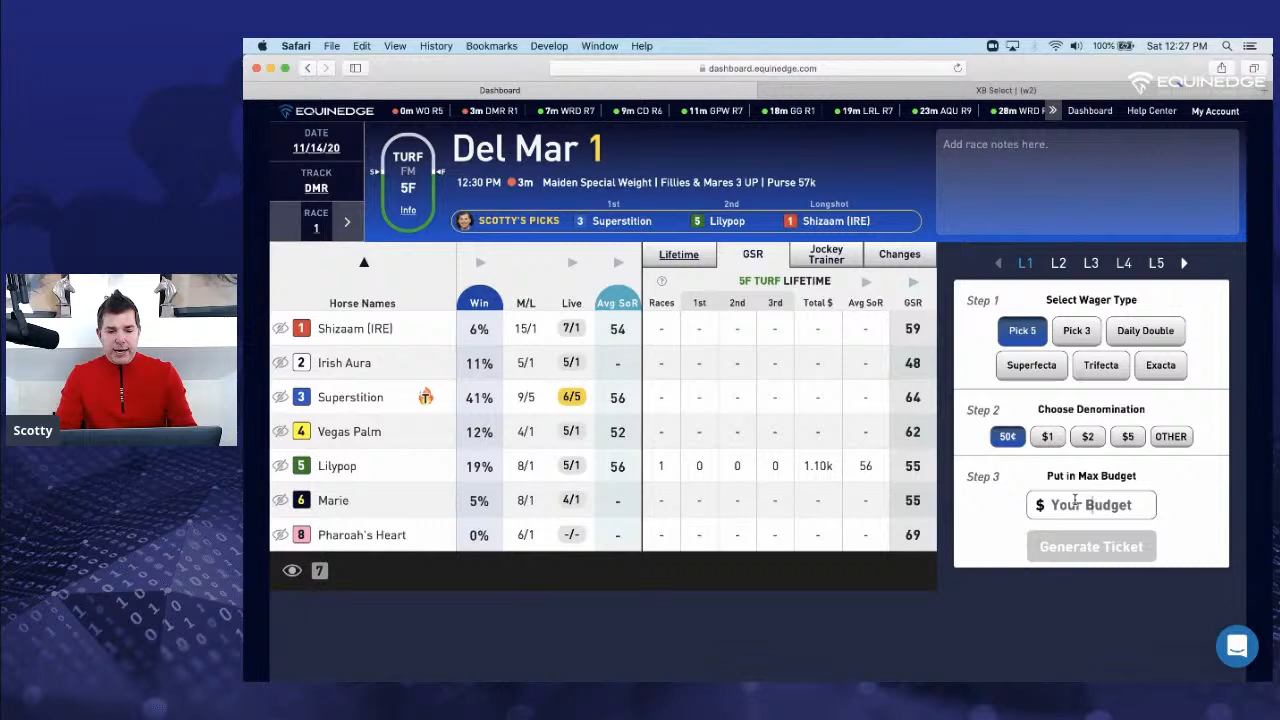 Safari File Edit View History Bookmarks Develop Window Help 100% Sat 12:27 PM
dashboard.equinedge.com
Dashboard XB Select | (w2)
EQUINEDGE
EQUINEDGE 0m WO R5 3m DMR R1 7m WRD R7 9m CD R6 11m GPW R7 18m GG R1 19m LRL R7 23m AQU R9 28m WRD R Dashboard Help Center My Account
DATE
11/14/20
TRACK
DMR
RACE
1
TURF
FM
5F
S F
Info
Del Mar 1
12:30 PM 3m Maiden Special Weight | Fillies & Mares 3 UP | Purse 57k
1st 2nd Longshot
SCOTTY'S PICKS 3 Superstition 5 Lilypop 1 Shizaam (IRE)
Add race notes here.
Lifetime GSR Jockey Trainer Changes
5F TURF LIFETIME
Horse Names Win M/L Live Avg SoR Races 1st 2nd 3rd Total $ Avg SoR GSR
1 Shizaam (IRE) 6% 15/1 7/1 54 - - - - - - 59
2 Irish Aura 11% 5/1 5/1 - - - - - - - 48
3 Superstition T 41% 9/5 6/5 56 - - - - - - 64
4 Vegas Palm 12% 4/1 5/1 52 - - - - - - 62
5 Lilypop 19% 8/1 5/1 56 1 0 0 0 1.10k 56 55
6 Marie 5% 8/1 4/1 - - - - - - - 55
8 Pharoah's Heart 0% 6/1 -/- - - - - - - - 69
7
L1 L2 L3 L4 L5
Step 1 Select Wager Type
Pick 5 Pick 3 Daily Double
Superfecta Trifecta Exacta
Step 2 Choose Denomination
50¢ $1 $2 $5 OTHER
Step 3 Put in Max Budget
$ Your Budget
Generate Ticket
Scotty